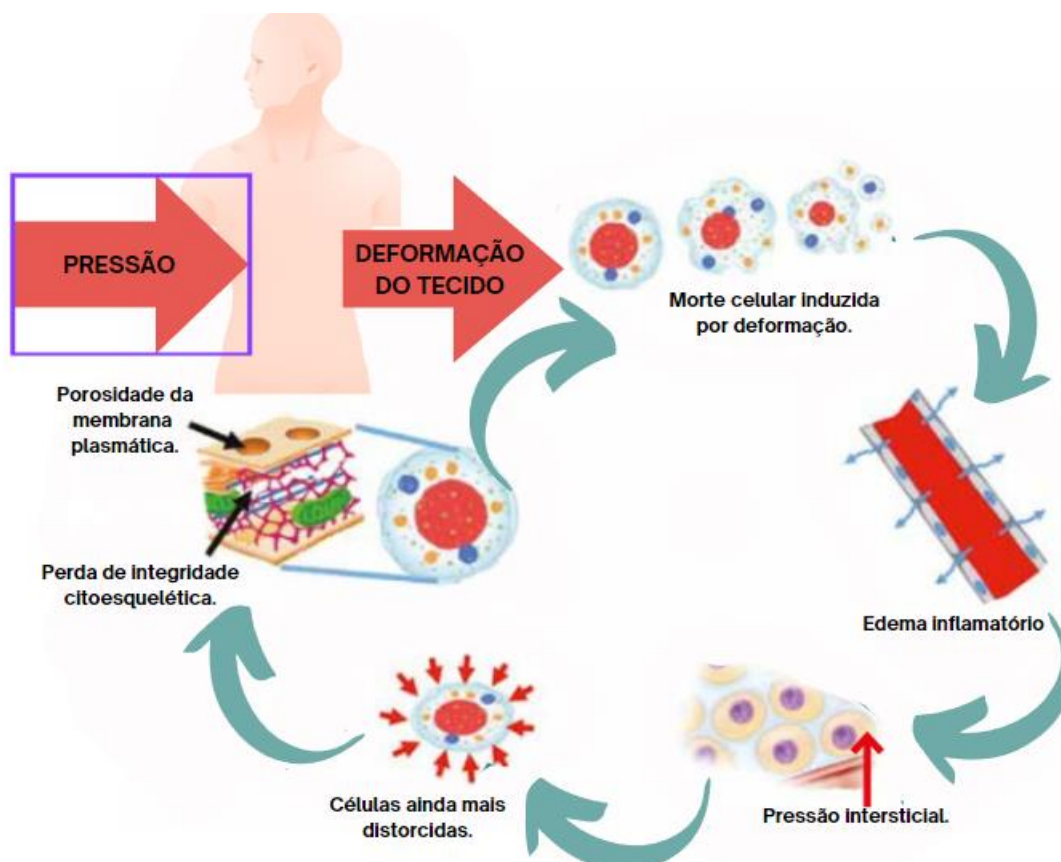 PRESSÃO
DEFORMAÇÃO
DO TECIDO
Morte celular induzida
por deformação.
Edema inflamatório
Pressão intersticial.
Células ainda mais
distorcidas.
Perda de integridade
citoesquelética.
Porosidade da
membrana
plasmática.